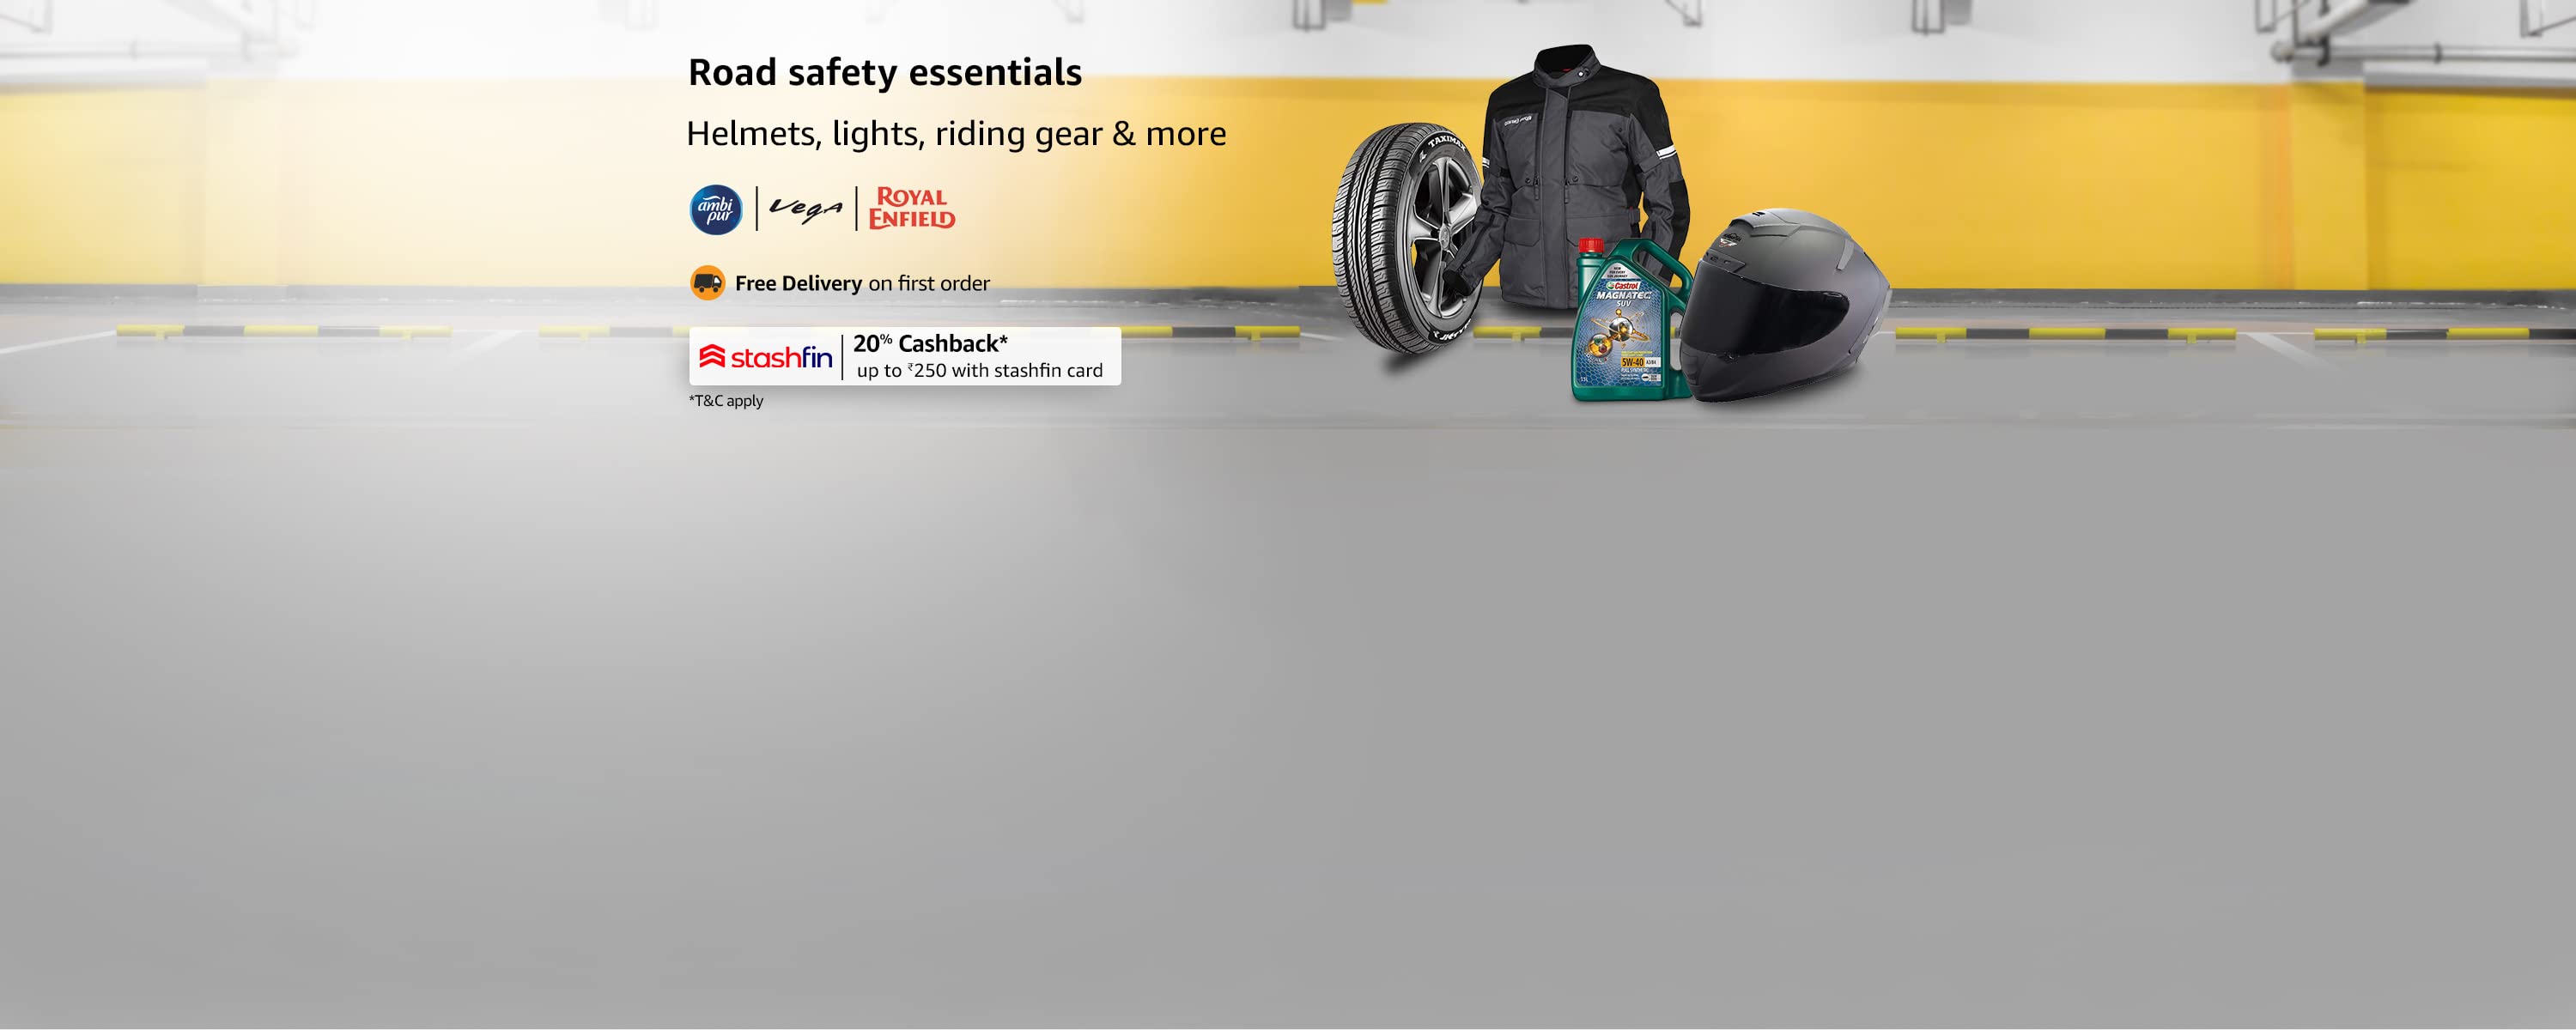 Road safety essentials
Helmets, lights, riding gear & more
ambi
pur
Vega
ROYAL
ENFIELD
Free Delivery on first order
stashfin
20% Cashback*
up to ₹250 with stashfin card
*T&C apply
TAXIMAX
Castrol
MAGNATEC
SUV
5W-40